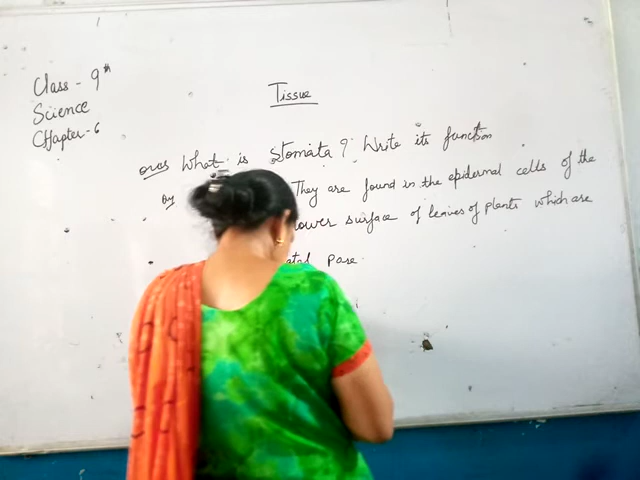 Class - 9th
Science
Chapter - 6
Tissue
What is Stomata ? Write its function
They are found in the epidermal cells of the
lower surface of leaves of plants which are
pore